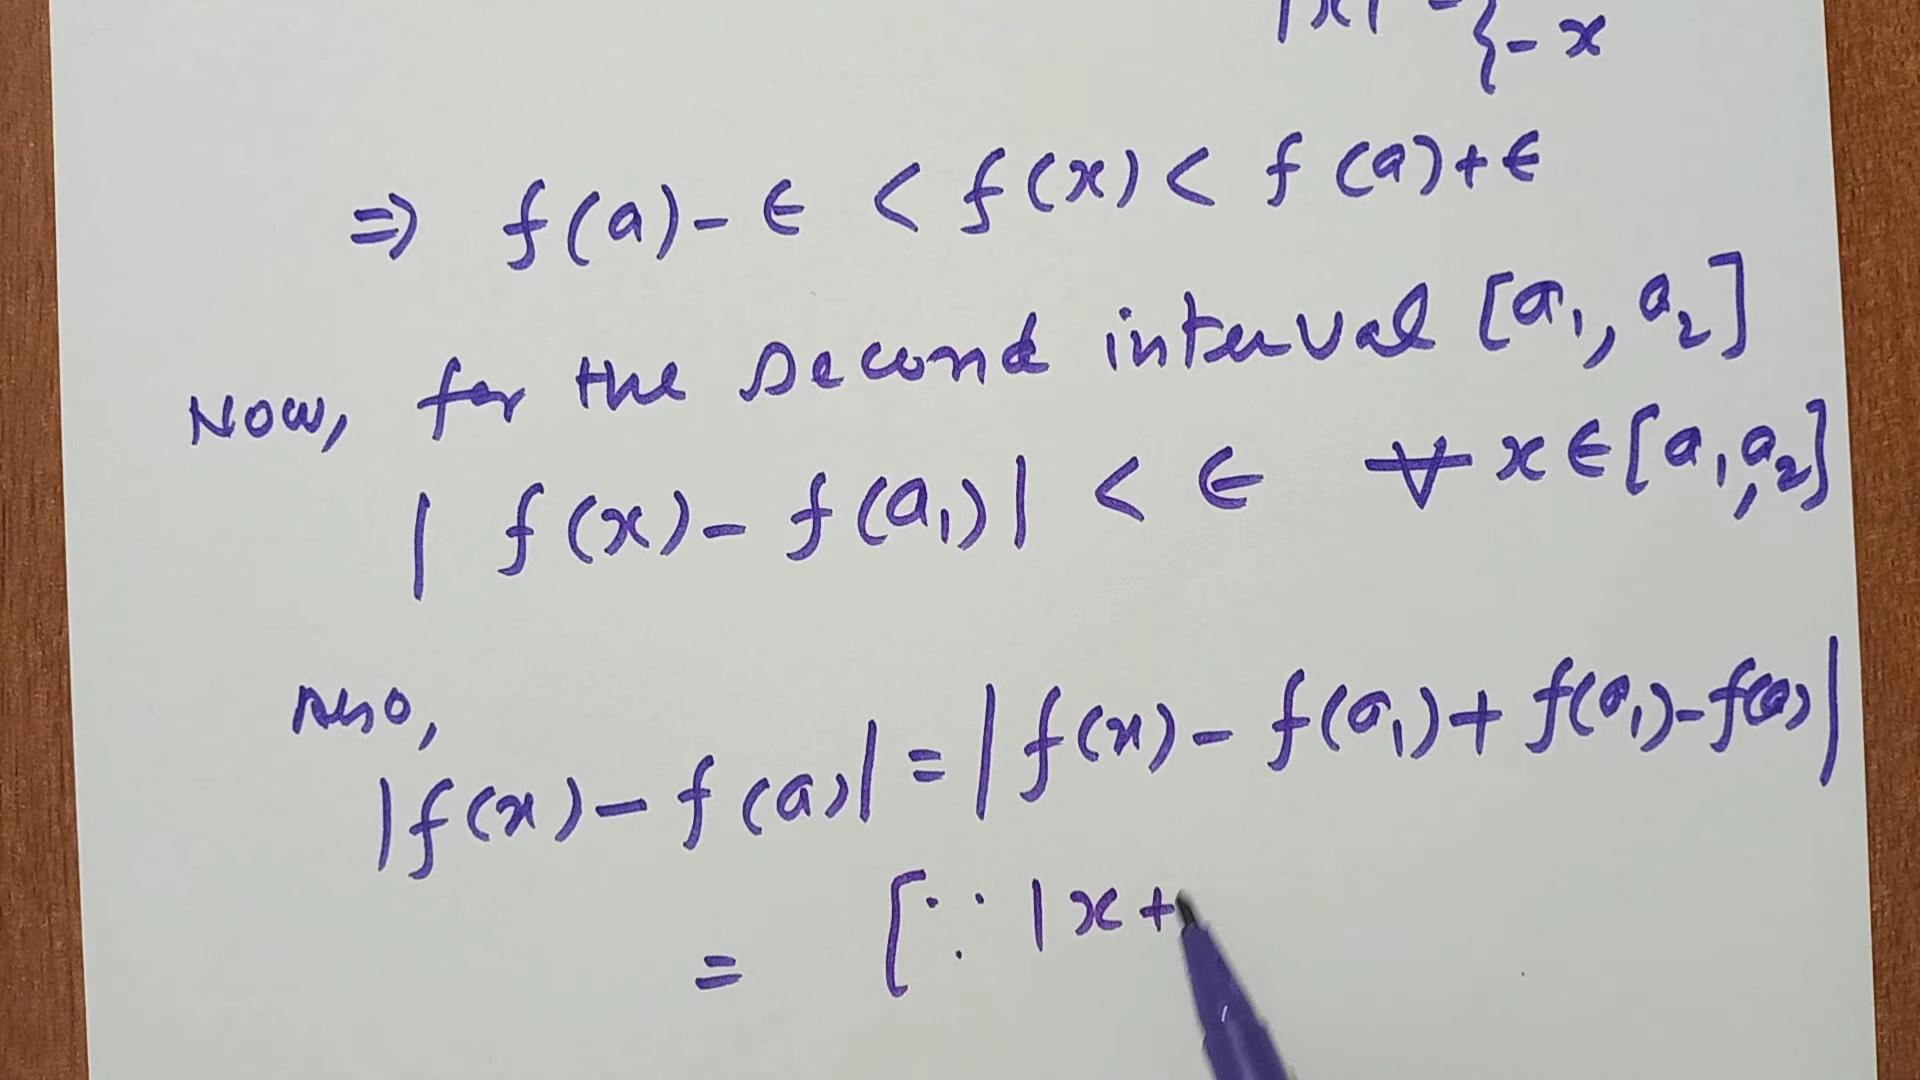 |x| = { - x
⇒ f(a) - ϵ < f(x) < f(a) + ϵ
Now, for the second interval [a₁, a₂]
| f(x) - f(a₁) | < ϵ ∀ x ∈ [a₁, a₂]
Also,
|f(x) - f(a)| = | f(x) - f(a₁) + f(a₁) - f(a) |
= [∵ |x +